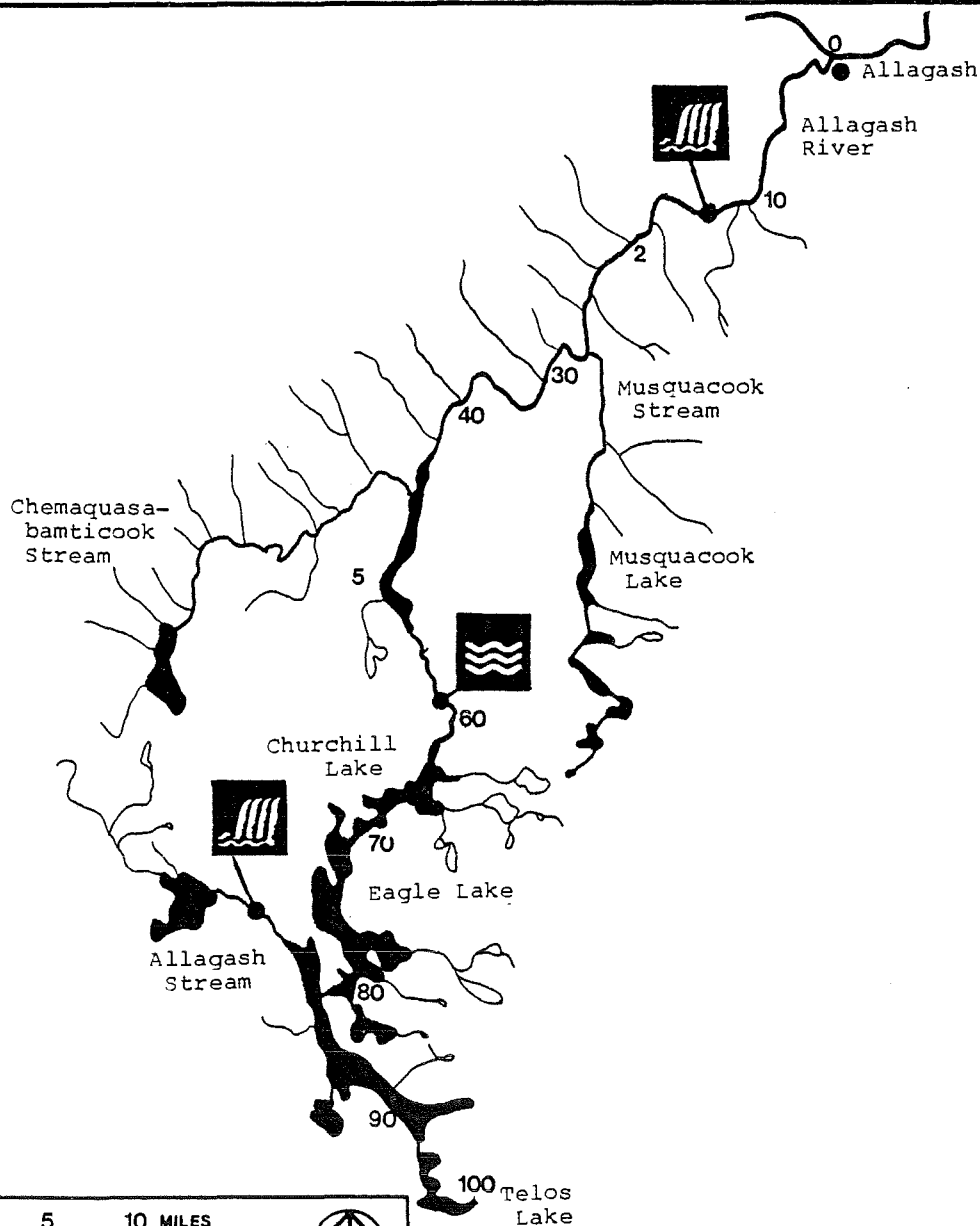 0
Allagash
Allagash
River
10
2
30
Musquacook
Stream
40
Chemaquasa-
bamticook
Stream
Musquacook
Lake
5
60
Churchill
Lake
70
Eagle Lake
Allagash
Stream
80
90
100
Telos
Lake
5 10 MILES